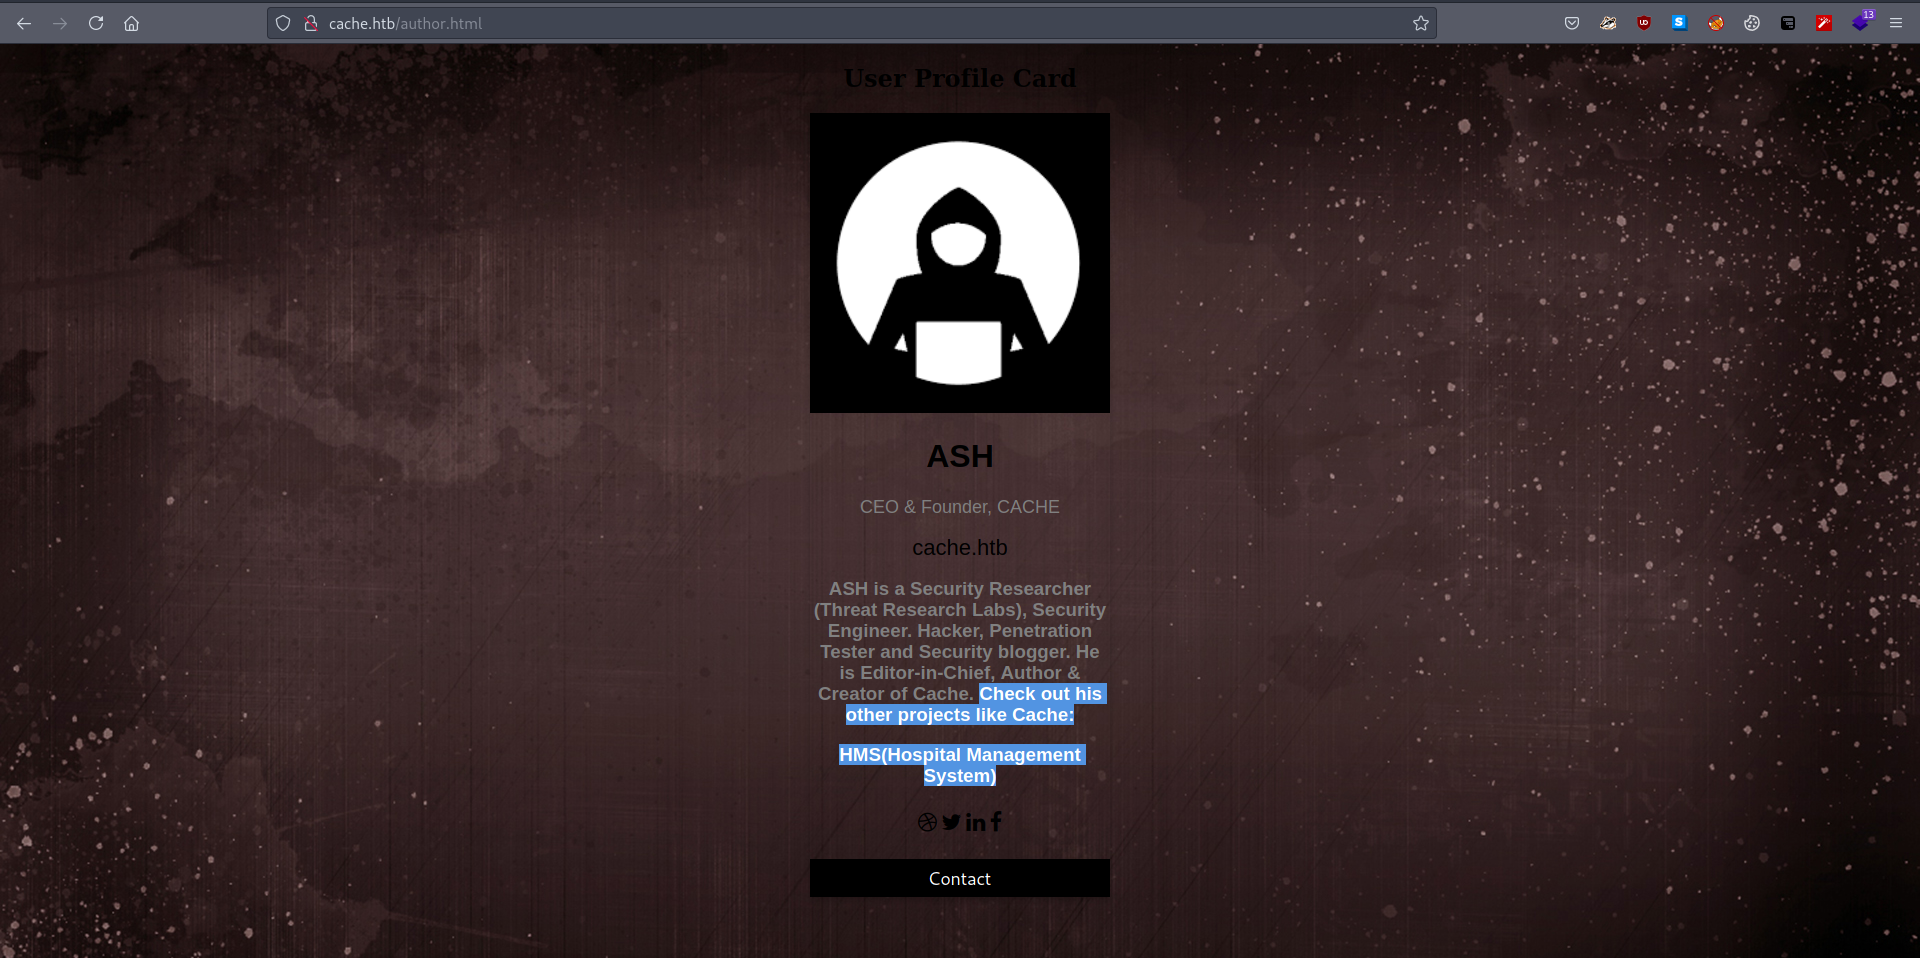 cache.htb/author.html
13
User Profile Card
ASH
CEO & Founder, CACHE
cache.htb
ASH is a Security Researcher
(Threat Research Labs), Security
Engineer. Hacker, Penetration
Tester and Security blogger. He
is Editor-in-Chief, Author &
Creator of Cache. Check out his
other projects like Cache:
HMS(Hospital Management
System)
Contact